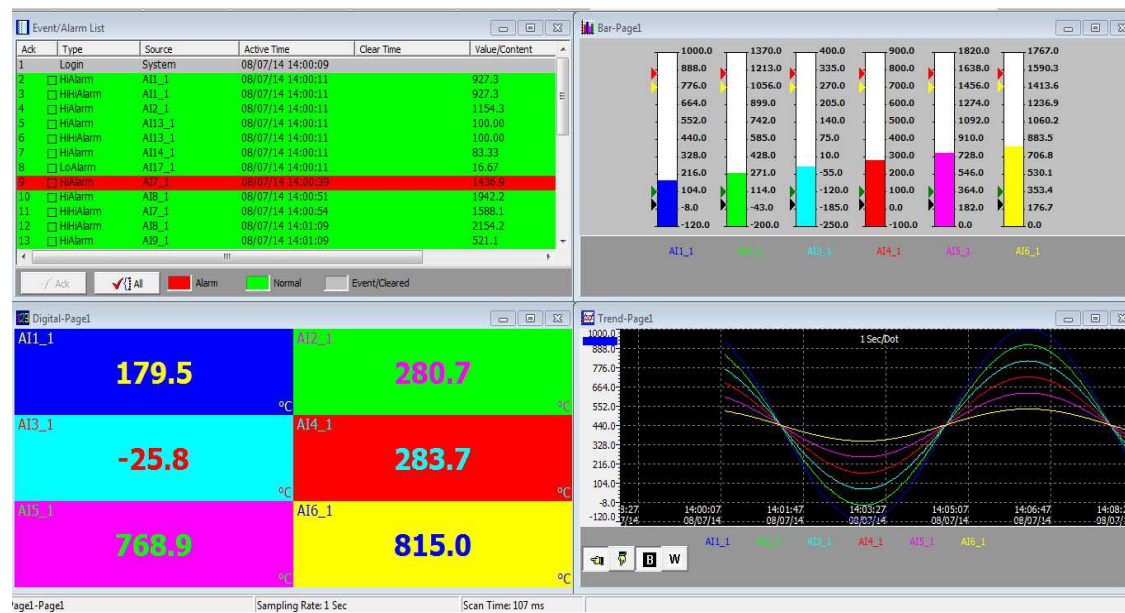 Event/Alarm List
Ack Type Source Active Time Clear Time Value/Content
1 Login System 08/07/14 14:00:09
2 HiAlarm AI1_1 08/07/14 14:00:11 927.3
3 HiHiAlarm AI1_1 08/07/14 14:00:11 927.3
4 HiAlarm AI2_1 08/07/14 14:00:11 1154.3
5 HiAlarm AI13_1 08/07/14 14:00:11 100.00
6 HiHiAlarm AI13_1 08/07/14 14:00:11 100.00
7 HiAlarm AI14_1 08/07/14 14:00:11 83.33
8 LoAlarm AI17_1 08/07/14 14:00:11 16.67
9 HiAlarm AI7_1 08/07/14 14:00:39 1436.9
10 HiAlarm AI8_1 08/07/14 14:00:51 1942.2
11 HiHiAlarm AI7_1 08/07/14 14:00:54 1588.1
12 HiHiAlarm AI8_1 08/07/14 14:01:09 2154.2
13 HiAlarm AI9_1 08/07/14 14:01:09 521.1
Ack All Alarm Normal Event/Cleared
Bar-Page1
1000.0 1370.0 400.0 900.0 1820.0 1767.0
888.0 1213.0 335.0 800.0 1638.0 1590.3
776.0 1056.0 270.0 700.0 1456.0 1413.6
664.0 899.0 205.0 600.0 1274.0 1236.9
552.0 742.0 140.0 500.0 1092.0 1060.2
440.0 585.0 75.0 400.0 910.0 883.5
328.0 428.0 10.0 300.0 728.0 706.8
216.0 271.0 -55.0 200.0 546.0 530.1
104.0 114.0 -120.0 100.0 364.0 353.4
-8.0 -43.0 -185.0 0.0 182.0 176.7
-120.0 -200.0 -250.0 -100.0 0.0 0.0
AI1_1 AI2_1 AI3_1 AI4_1 AI5_1 AI6_1
Digital-Page1
AI1_1
179.5
ºC
AI2_1
280.7
ºC
AI3_1
-25.8
ºC
AI4_1
283.7
ºC
AI5_1
768.9
ºC
AI6_1
815.0
ºC
Trend-Page1
1 Sec/Dot
1000.0
888.0
776.0
664.0
552.0
440.0
328.0
216.0
104.0
-8.0
-120.0
3:27 14:00:07 14:01:47 14:03:27 14:05:07 14:06:47 14:08:2
7/14 08/07/14 08/07/14 08/07/14 08/07/14 08/07/14 08/07/
AI1_1 AI2_1 AI3_1 AI4_1 AI5_1 AI6_1
B W
age1-Page1 Sampling Rate: 1 Sec Scan Time: 107 ms